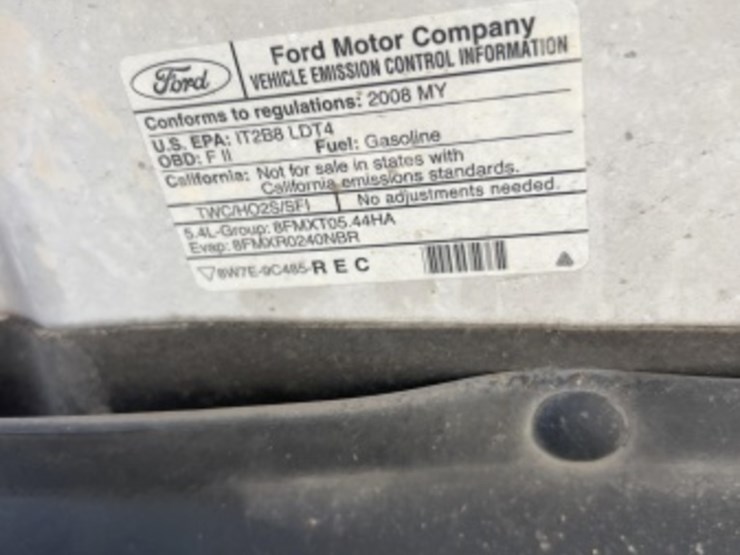 Ford
Ford Motor Company
VEHICLE EMISSION CONTROL INFORMATION
Conforms to regulations: 2008 MY
U.S. EPA: IT2B8 LDT4
OBD: F II Fuel: Gasoline
California: Not for sale in states with
California emissions standards.
TWC/HO2S/SFI No adjustments needed.
5.4L-Group: 8FMXT05.44HA
Evap: 8FMXR0240NBR
8W7E-9C485-R E C